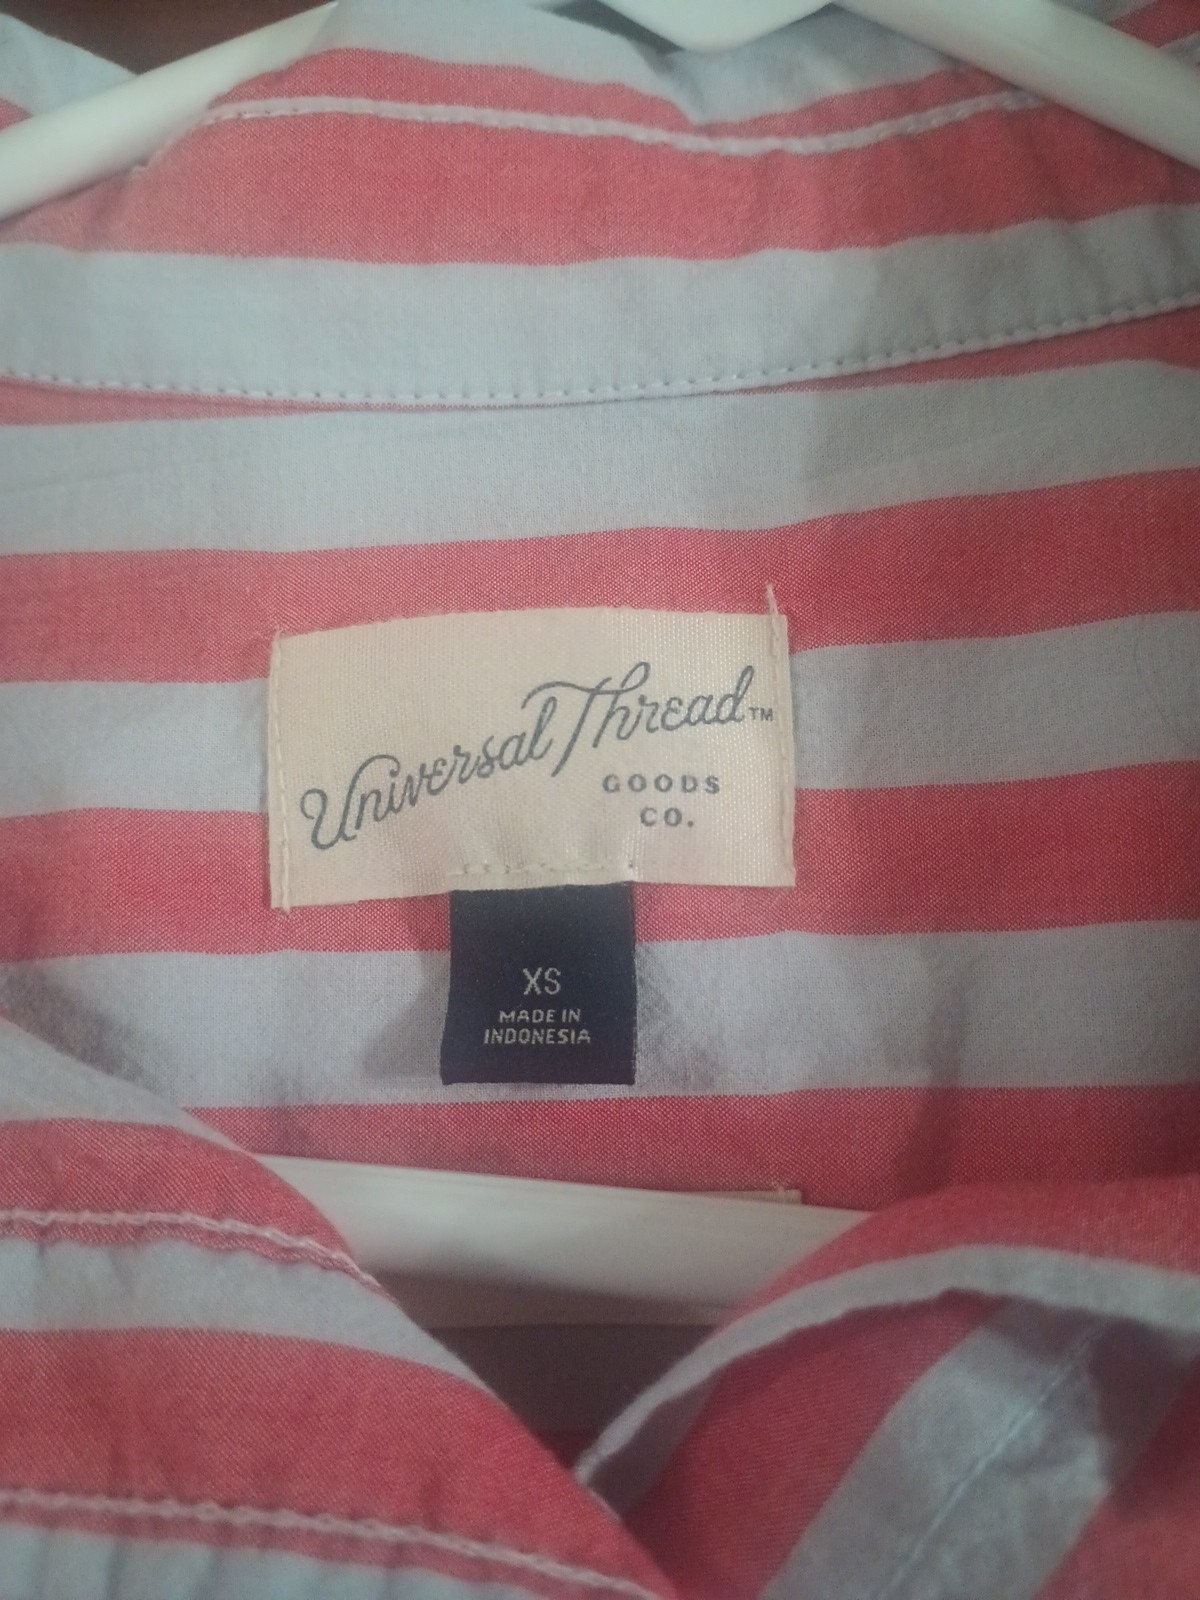 Universal Thread™
GOODS
CO.
XS
MADE IN
INDONESIA